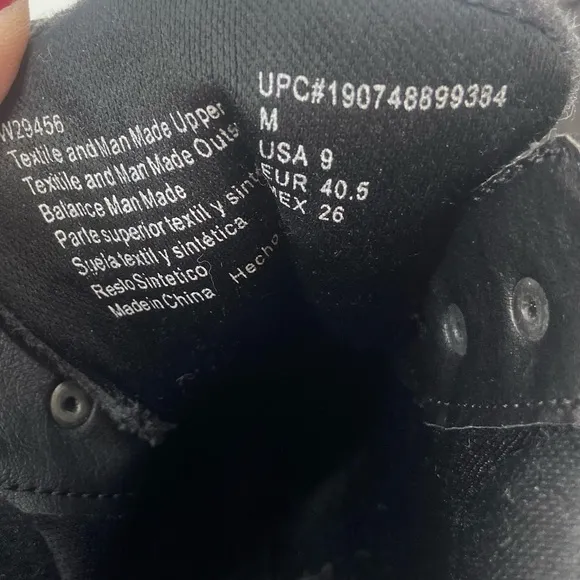 W29456
Textile and Man Made Upper
Texitile and Man Made Outs
Balance Man Made
Parte superior textil y sint
Suela textil y sintética
Resto Sintetico
Made in China Hecho
UPC#190748899384
M
USA 9
EUR 40.5
MEX 26